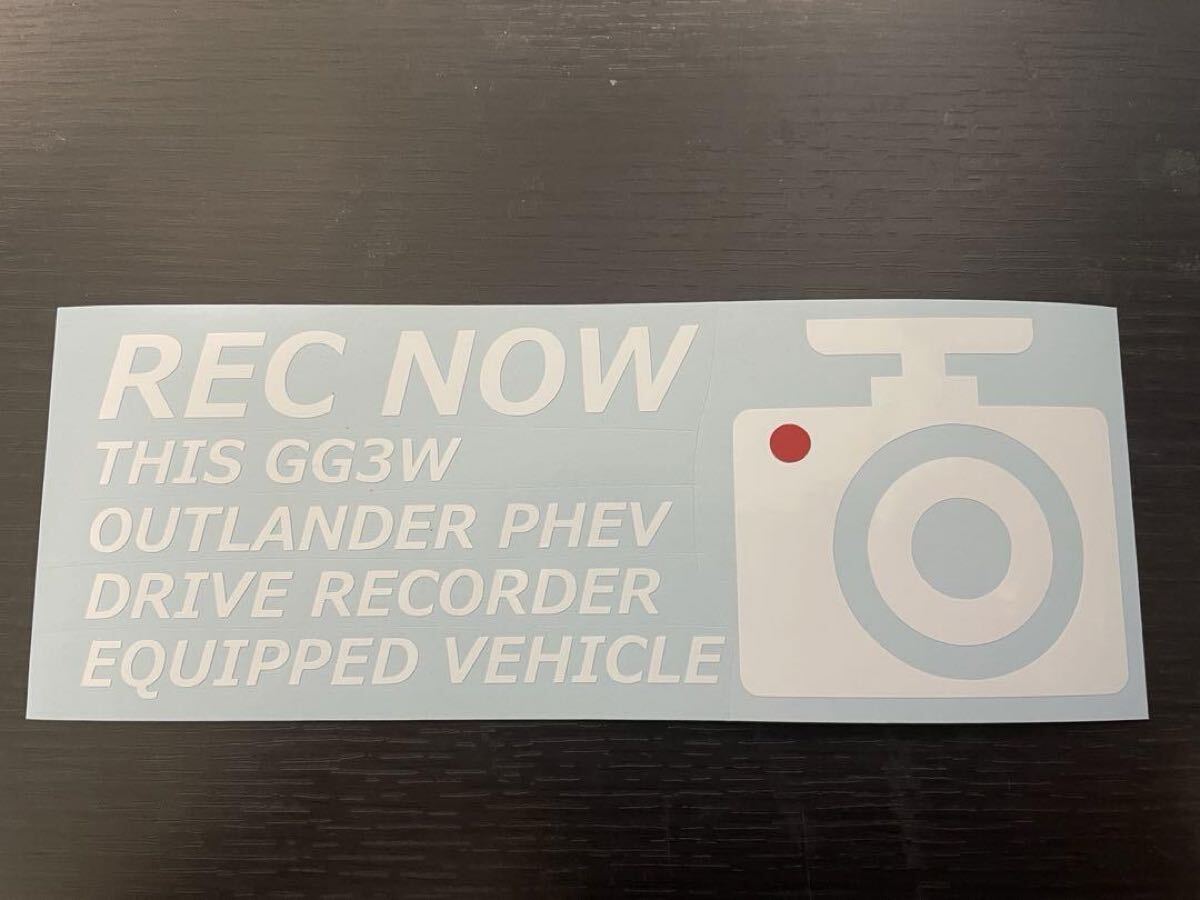 REC NOW
THIS GG3W
OUTLANDER PHEV
DRIVE RECORDER
EQUIPPED VEHICLE